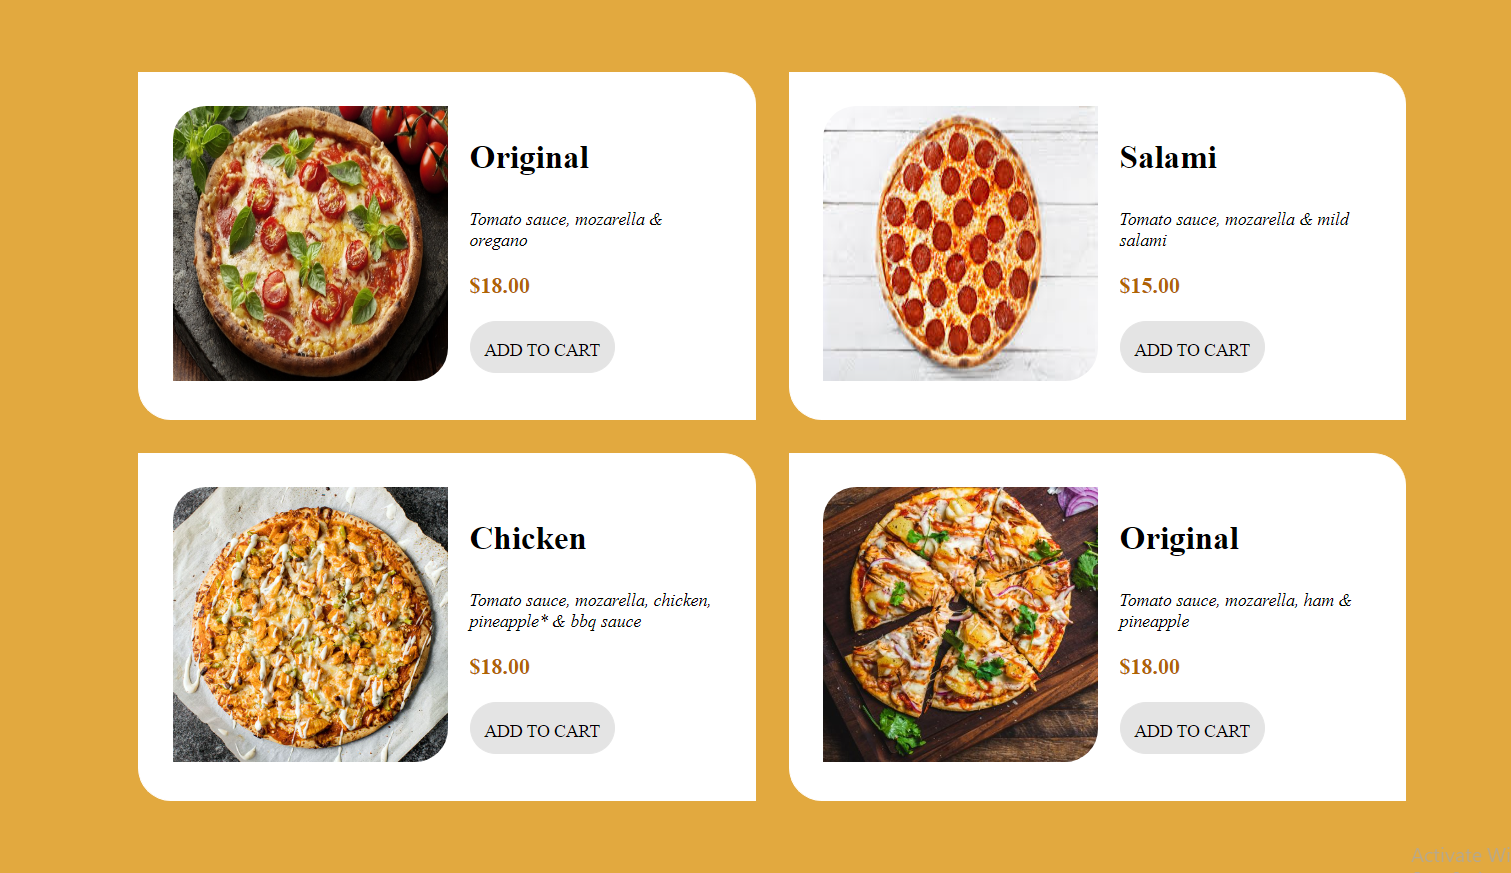 Original
Tomato sauce, mozarella &
oregano
$18.00
ADD TO CART
Salami
Tomato sauce, mozarella & mild
salami
$15.00
ADD TO CART
Chicken
Tomato sauce, mozarella, chicken,
pineapple* & bbq sauce
$18.00
ADD TO CART
Original
Tomato sauce, mozarella, ham &
pineapple
$18.00
ADD TO CART
Activate Wi